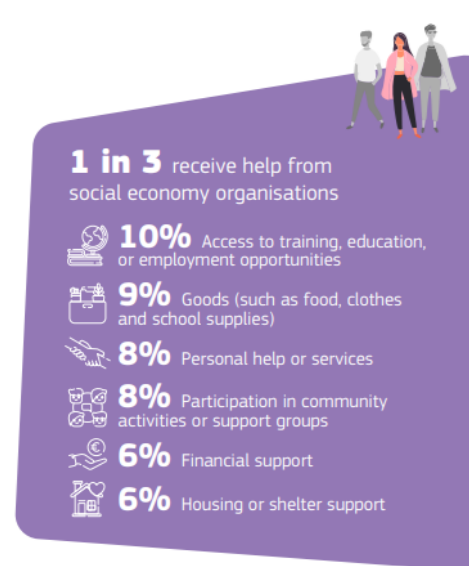 1 in 3 receive help from
social economy organisations
10% Access to training, education,
or employment opportunities
9% Goods (such as food, clothes
and school supplies)
8% Personal help or services
8% Participation in community
activities or support groups
6% Financial support
6% Housing or shelter support